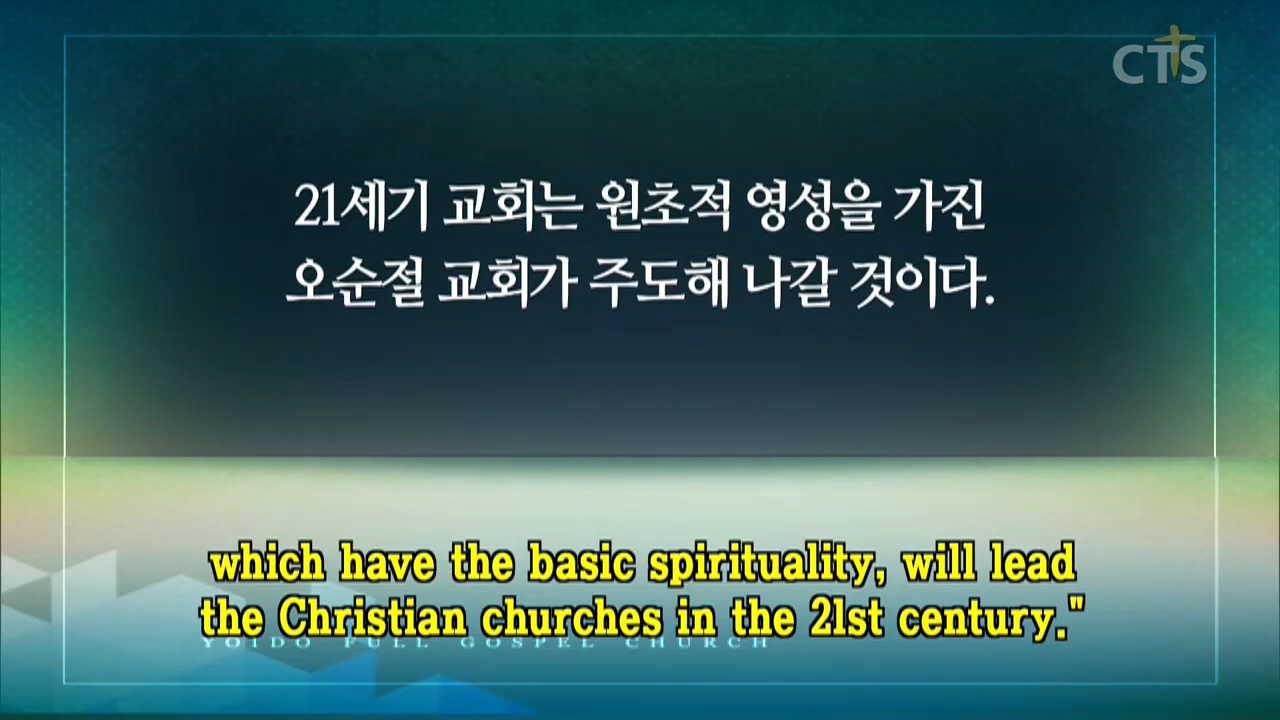 CTS
21세기 교회는 원초적 영성을 가진
오순절 교회가 주도해 나갈 것이다.
which have the basic spirituality, will lead
the Christian churches in the 21st century."
YOIDO FULL GOSPEL CHURCH